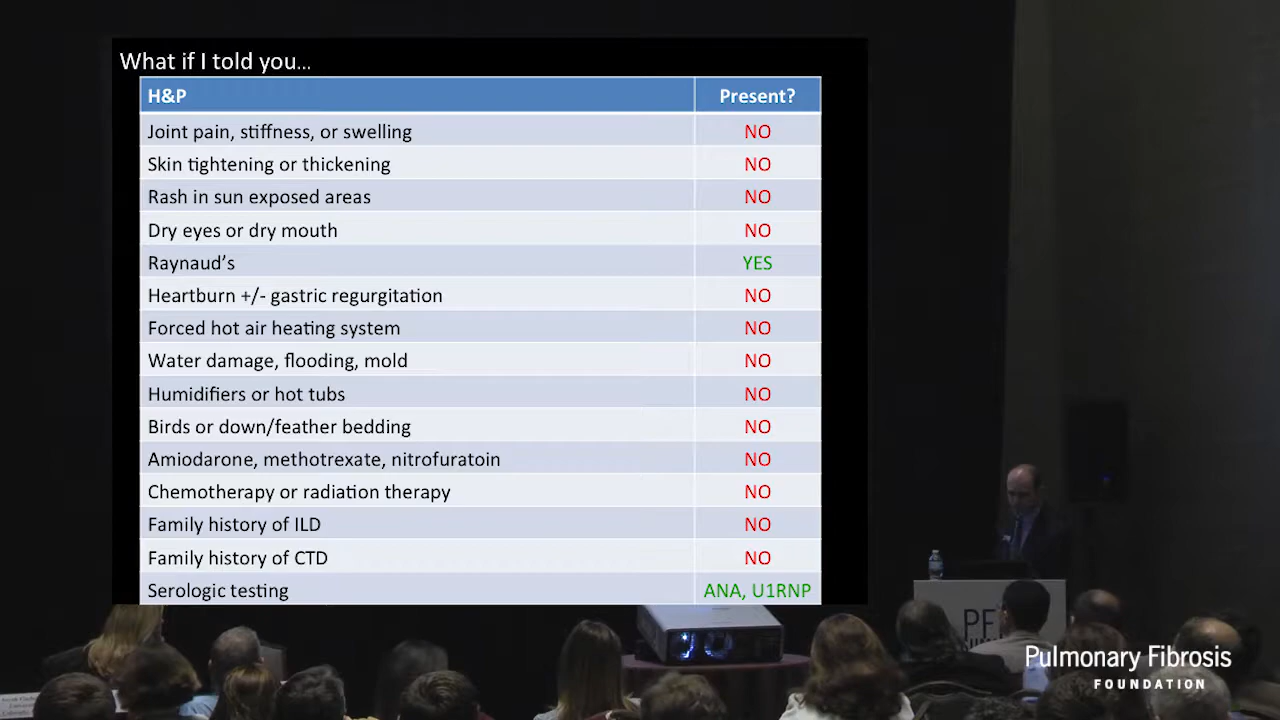 What if I told you...
H&P Present?
Joint pain, stiffness, or swelling NO
Skin tightening or thickening NO
Rash in sun exposed areas NO
Dry eyes or dry mouth NO
Raynaud's YES
Heartburn +/- gastric regurgitation NO
Forced hot air heating system NO
Water damage, flooding, mold NO
Humidifiers or hot tubs NO
Birds or down/feather bedding NO
Amiodarone, methotrexate, nitrofuratoin NO
Chemotherapy or radiation therapy NO
Family history of ILD NO
Family history of CTD NO
Serologic testing ANA, U1RNP
Pulmonary Fibrosis
FOUNDATION